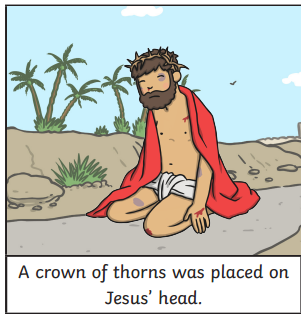 A crown of thorns was placed on
Jesus’ head.